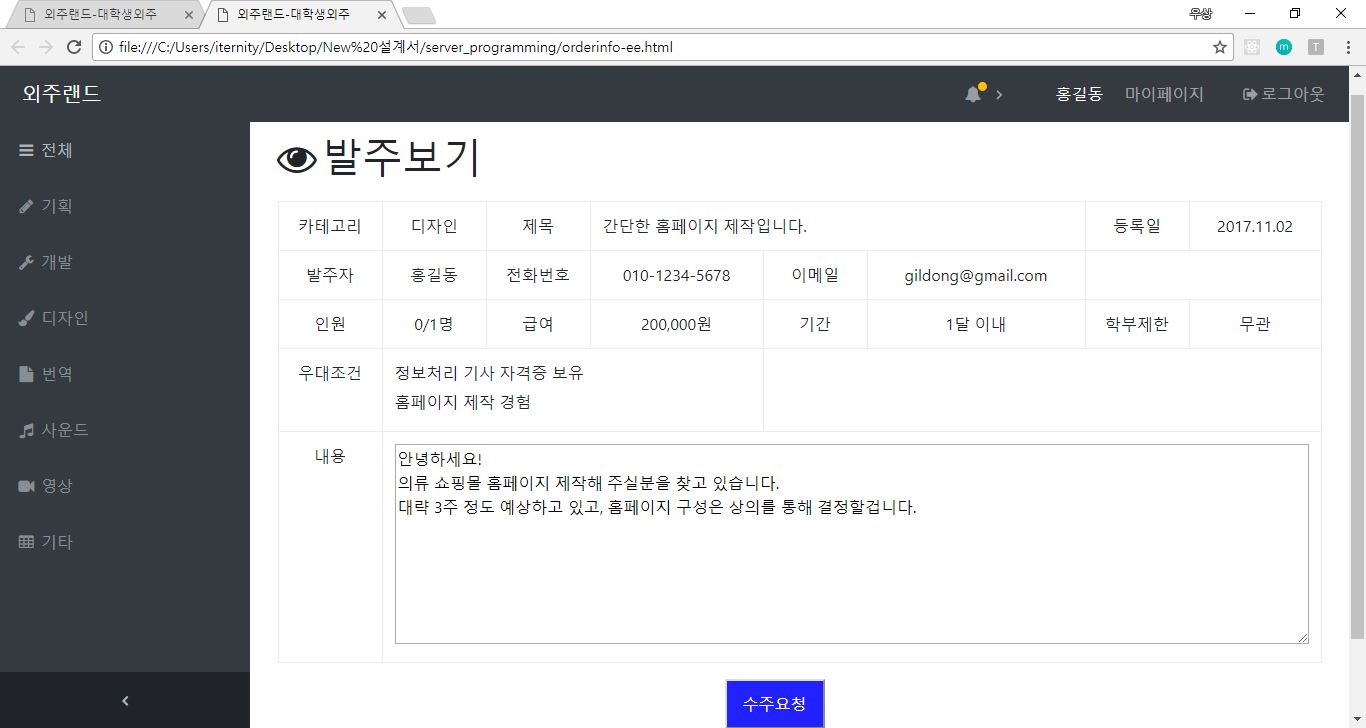 외주랜드-대학생외주
외주랜드-대학생외주
우상
file:///C:/Users/iternity/Desktop/New%20설계서/server_programming/orderinfo-ee.html
m
T
외주랜드
홍길동
마이페이지
로그아웃
전체
기획
개발
디자인
번역
사운드
영상
기타
발주보기
카테고리 디자인 제목 간단한 홈페이지 제작입니다. 등록일 2017.11.02
발주자 홍길동 전화번호 010-1234-5678 이메일 gildong@gmail.com
인원 0/1명 급여 200,000원 기간 1달 이내 학부제한 무관
우대조건 정보처리 기사 자격증 보유
홈페이지 제작 경험
내용 안녕하세요!
의류 쇼핑몰 홈페이지 제작해 주실분을 찾고 있습니다.
대략 3주 정도 예상하고 있고, 홈페이지 구성은 상의를 통해 결정할겁니다.
수주요청